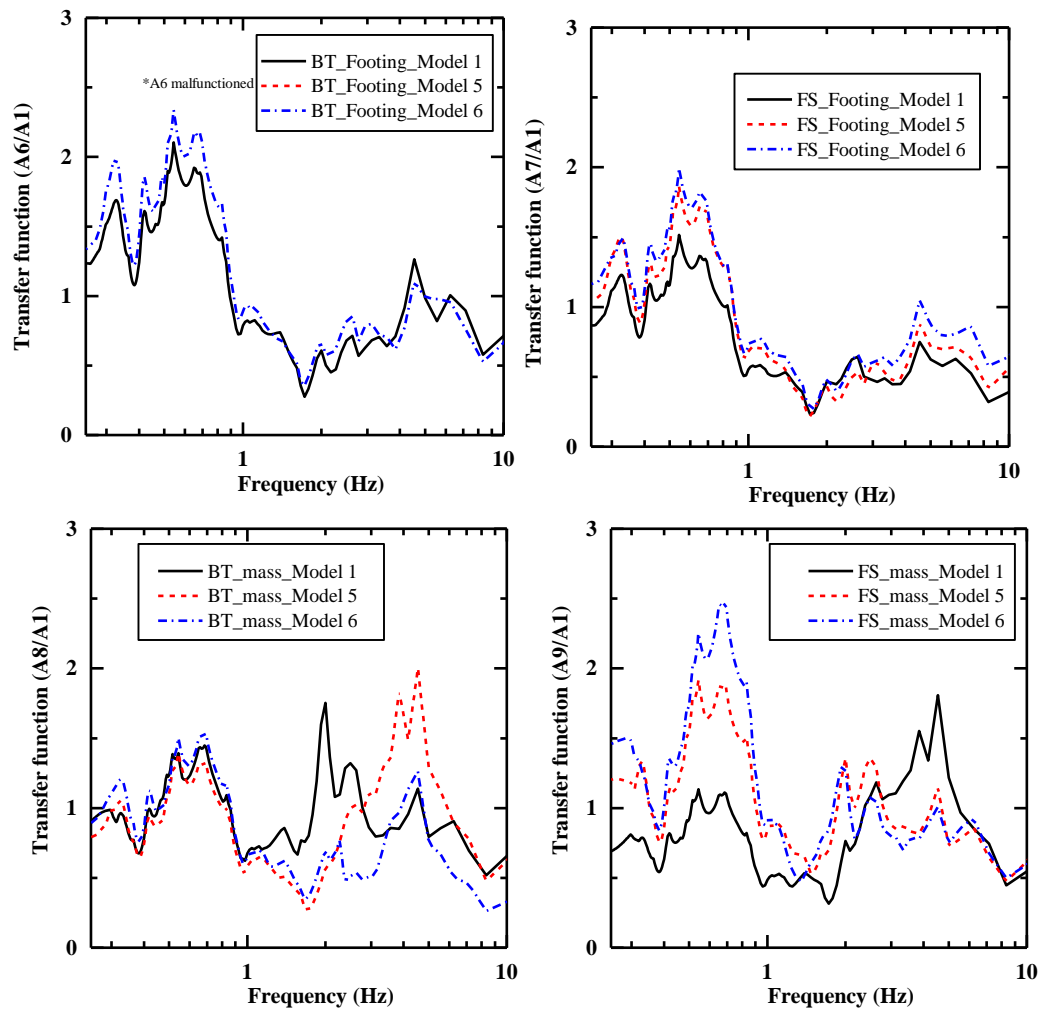 3
2
1
0
Transfer function (A6/A1)
*A6 malfunctioned
BT_Footing_Model 1
BT_Footing_Model 5
BT_Footing_Model 6
1
10
Frequency (Hz)
3
2
1
0
Transfer function (A7/A1)
FS_Footing_Model 1
FS_Footing_Model 5
FS_Footing_Model 6
1
10
Frequency (Hz)
3
2
1
0
Transfer function (A8/A1)
BT_mass_Model 1
BT_mass_Model 5
BT_mass_Model 6
1
10
Frequency (Hz)
3
2
1
0
Transfer function (A9/A1)
FS_mass_Model 1
FS_mass_Model 5
FS_mass_Model 6
1
10
Frequency (Hz)